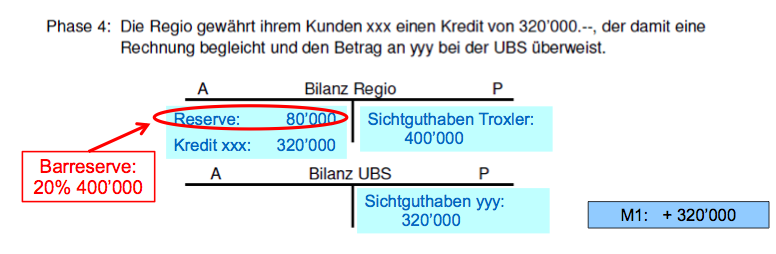 Phase 4: Die Regio gewährt ihrem Kunden xxx einen Kredit von 320'000.--, der damit eine
Rechnung begleicht und den Betrag an yyy bei der UBS überweist.
A Bilanz Regio P
Reserve: 80'000 Sichtguthaben Troxler:
400'000
Kredit xxx: 320'000
Barreserve:
20% 400'000
A Bilanz UBS P
Sichtguthaben yyy:
320'000
M1: + 320'000